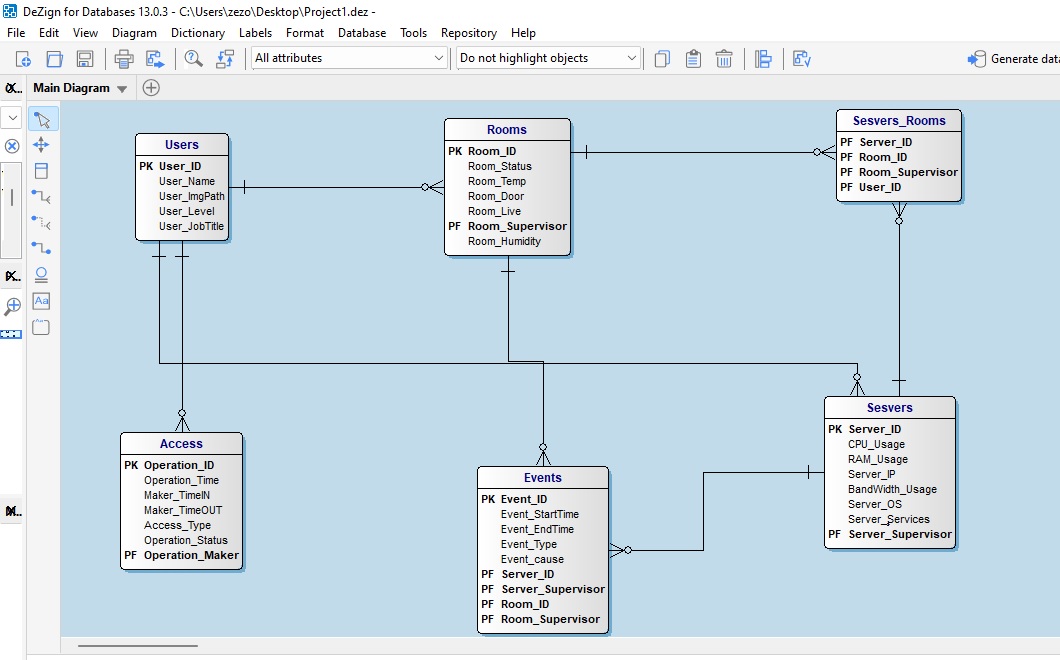 DeZign for Databases 13.0.3 - C:\Users\zezo\Desktop\Project1.dez -
File Edit View Diagram Dictionary Labels Format Database Tools Repository Help
All attributes
Do not highlight objects
Generate data
Main Diagram
Users
PK User_ID
User_Name
User_ImgPath
User_Level
User_JobTitle
Rooms
PK Room_ID
Room_Status
Room_Temp
Room_Door
Room_Live
PF Room_Supervisor
Room_Humidity
Sesvers_Rooms
PF Server_ID
PF Room_ID
PF Room_Supervisor
PF User_ID
Aa
Access
PK Operation_ID
Operation_Time
Maker_TimeIN
Maker_TimeOUT
Access_Type
Operation_Status
PF Operation_Maker
Events
PK Event_ID
Event_StartTime
Event_EndTime
Event_Type
Event_cause
PF Server_ID
PF Server_Supervisor
PF Room_ID
PF Room_Supervisor
Sesvers
PK Server_ID
CPU_Usage
RAM_Usage
Server_IP
BandWidth_Usage
Server_OS
Server_Services
PF Server_Supervisor